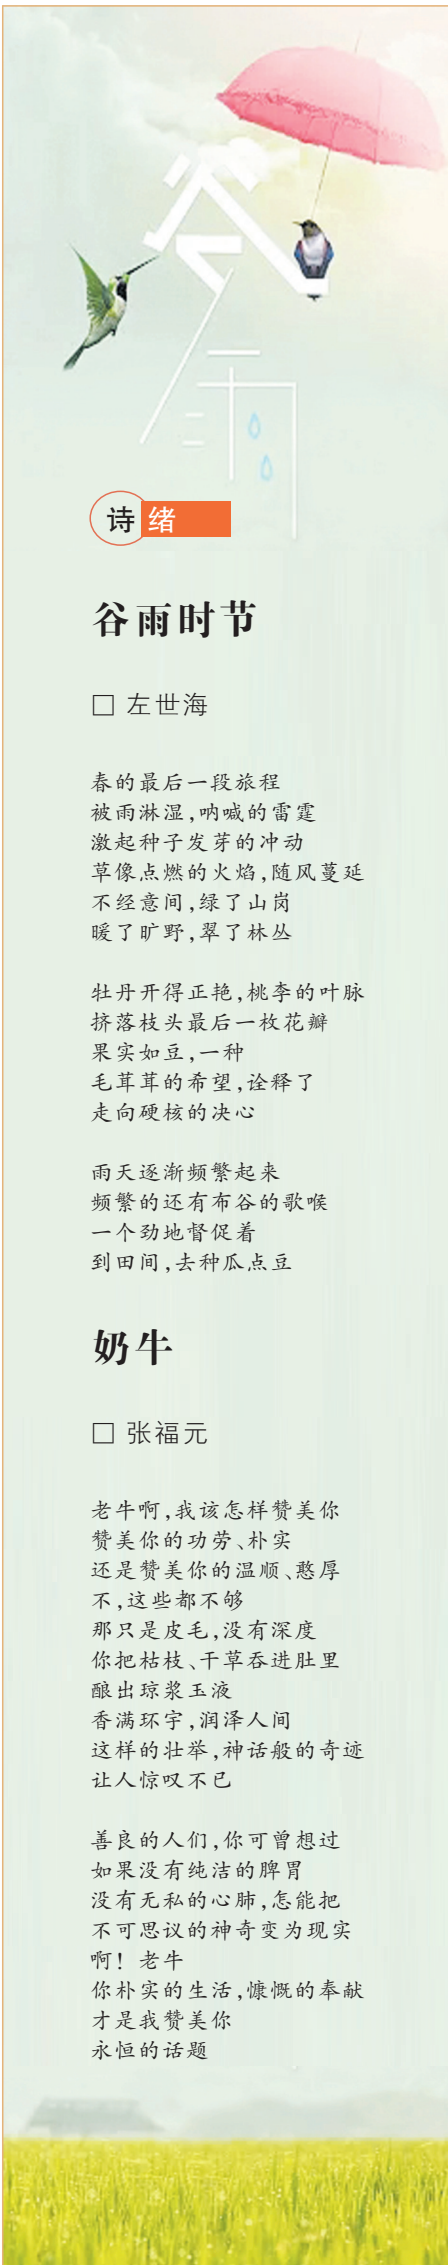 谷雨
诗绪
谷雨时节
□ 左世海
春的最后一段旅程
被雨淋湿,呐喊的雷霆
激起种子发芽的冲动
草像点燃的火焰,随风蔓延
不经意间,绿了山岗
暖了旷野,翠了林丛
牡丹开得正艳,桃李的叶脉
挤落枝头最后一枚花瓣
果实如豆,一种
毛茸茸的希望,诠释了
走向硬核的决心
雨天逐渐频繁起来
频繁的还有布谷的歌喉
一个劲地督促着
到田间,去种瓜点豆
奶牛
□ 张福元
老牛啊,我该怎样赞美你
赞美你的功劳、朴实
还是赞美你的温顺、憨厚
不,这些都不够
那只是皮毛,没有深度
你把枯枝、干草吞进肚里
酿出琼浆玉液
香满环宇,润泽人间
这样的壮举,神话般的奇迹
让人惊叹不已
善良的人们,你可曾想过
如果没有纯洁的脾胃
没有无私的心肺,怎能把
不可思议的神奇变为现实
啊！老牛
你朴实的生活,慷慨的奉献
才是我赞美你
永恒的话题